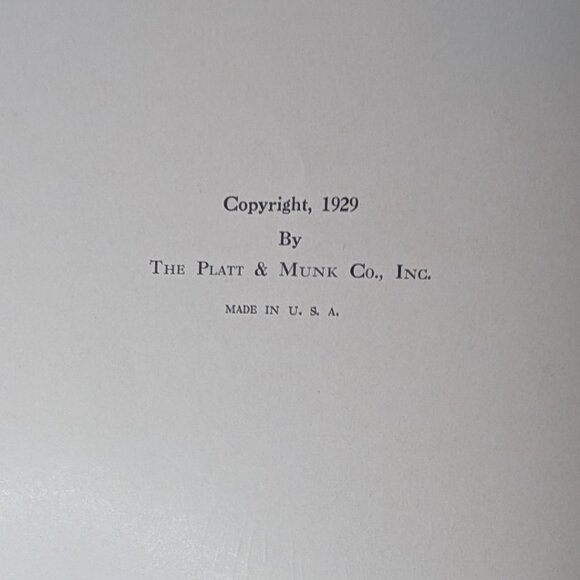 Copyright, 1929
By
The Platt & Munk Co., Inc.
MADE IN U. S. A.